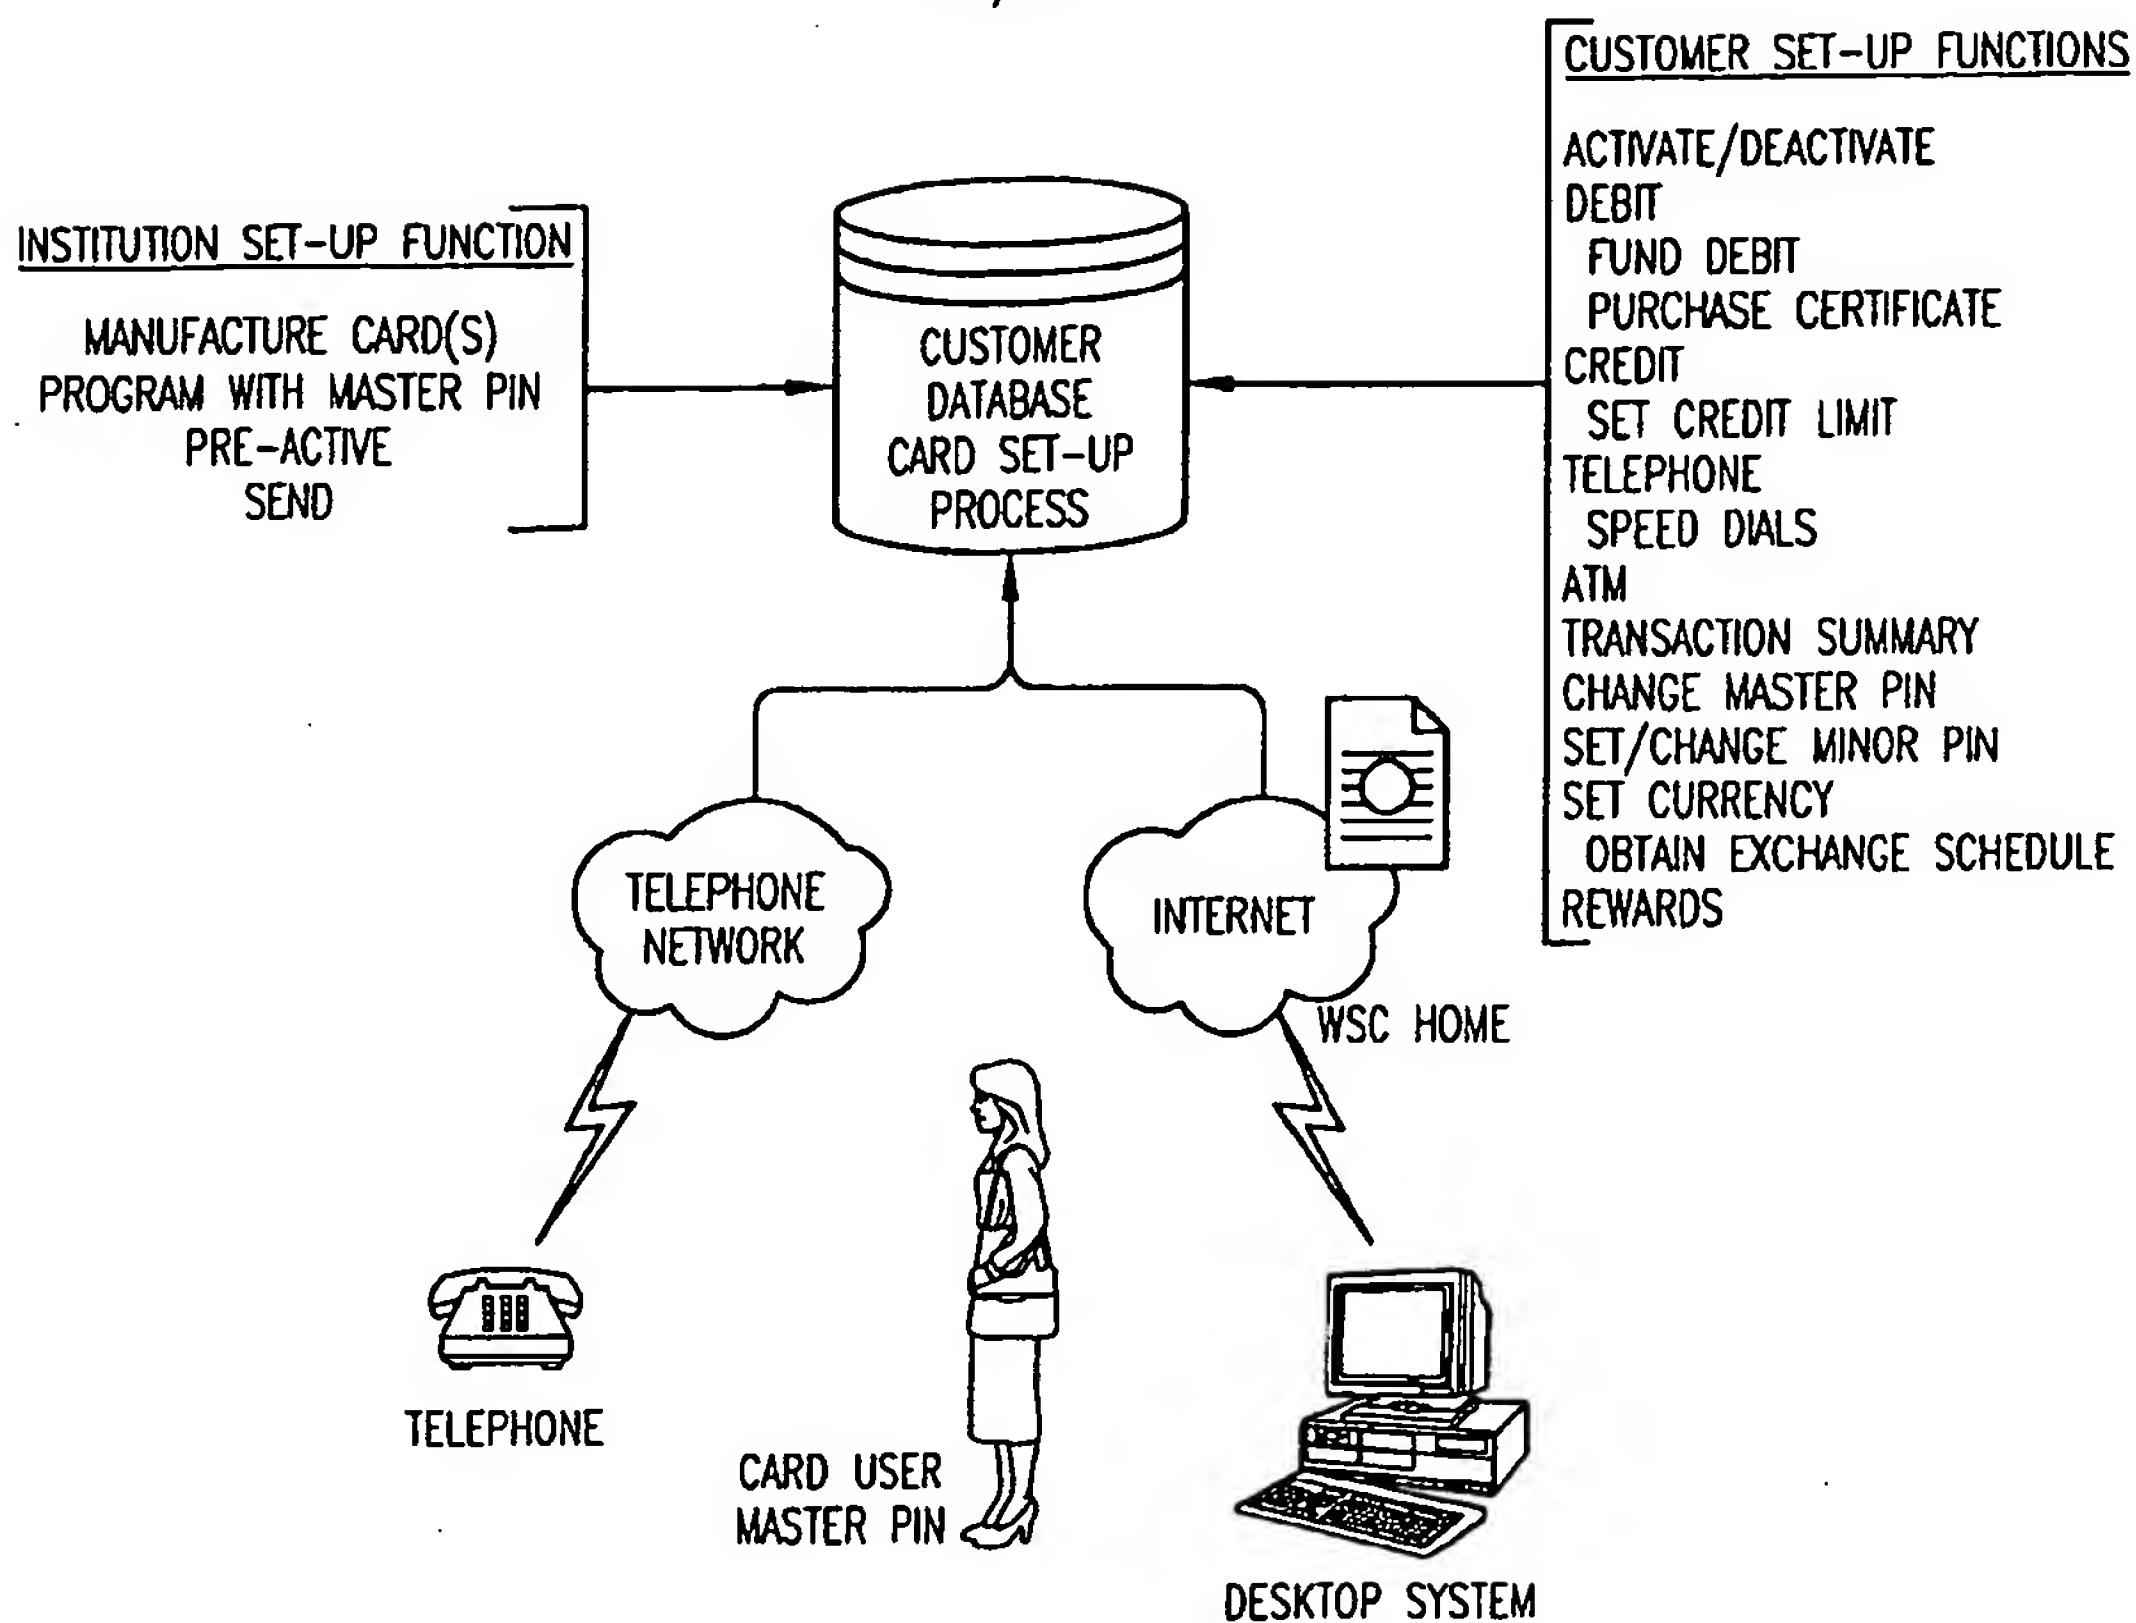 CUSTOMER SET-UP FUNCTIONS
ACTIVATE/DEACTIVATE
DEBIT
FUND DEBIT
PURCHASE CERTIFICATE
CREDIT
SET CREDIT LIMIT
TELEPHONE
SPEED DIALS
ATM
TRANSACTION SUMMARY
CHANGE MASTER PIN
SET/CHANGE MINOR PIN
SET CURRENCY
OBTAIN EXCHANGE SCHEDULE
REWARDS
INSTITUTION SET-UP FUNCTION
MANUFACTURE CARD(S)
PROGRAM WITH MASTER PIN
PRE-ACTIVE
SEND
CUSTOMER
DATABASE
CARD SET-UP
PROCESS
TELEPHONE
NETWORK
INTERNET
WSC HOME
TELEPHONE
CARD USER
MASTER PIN
DESKTOP SYSTEM